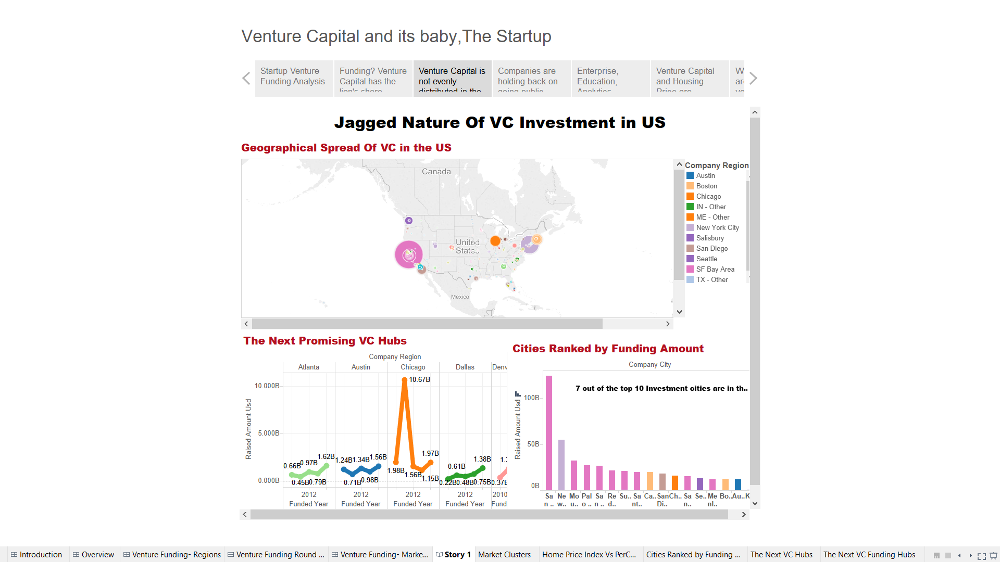 Venture Capital and its baby,The Startup
Startup Venture
Funding Analysis
Funding? Venture
Capital has the
lion's share
Venture Capital is
not evenly
distributed in the
Companies are
holding back on
going public
Enterprise,
Education,
Analytics
Venture Capital
and Housing
Price are
Jagged Nature Of VC Investment in US
Geographical Spread Of VC in the US
Canada
United
States
Mexico
Company Region
Austin
Boston
Chicago
IN - Other
ME - Other
New York City
Salisbury
San Diego
Seattle
SF Bay Area
TX - Other
The Next Promising VC Hubs
Company Region
Atlanta
Austin
Chicago
Dallas
Denv
Raised Amount Usd
10.000B
5.000B
0.000B
0.66B
0.45B
0.97B
0.79B
1.62B
1.24B
0.71B
1.34B
0.98B
1.56B
1.98B
10.67B
1.56B
1.15B
1.97B
0.22B
0.61B
0.48B
0.75B
1.38B
0.37B
2012
2012
2012
2012
2010
Funded Year
Funded Year
Funded Year
Funded Year
Fund
Cities Ranked by Funding Amount
Company City
7 out of the top 10 Investment cities are in th..
Raised Amount Usd
100B
50B
0B
Sa
n ..
Ne
w..
Mo
u..
Pal
o ..
Sa
n ..
Re
d..
Su..
Sa
nt..
Ca..
San
Di..
Ch..
Sa
n..
Se..
Me
nl..
Bo..
Au..
K
Introduction
Overview
Venture Funding- Regions
Venture Funding Round ...
Venture Funding- Marke...
Story 1
Market Clusters
Home Price Index Vs PerC...
Cities Ranked by Funding ...
The Next VC Hubs
The Next VC Funding Hubs